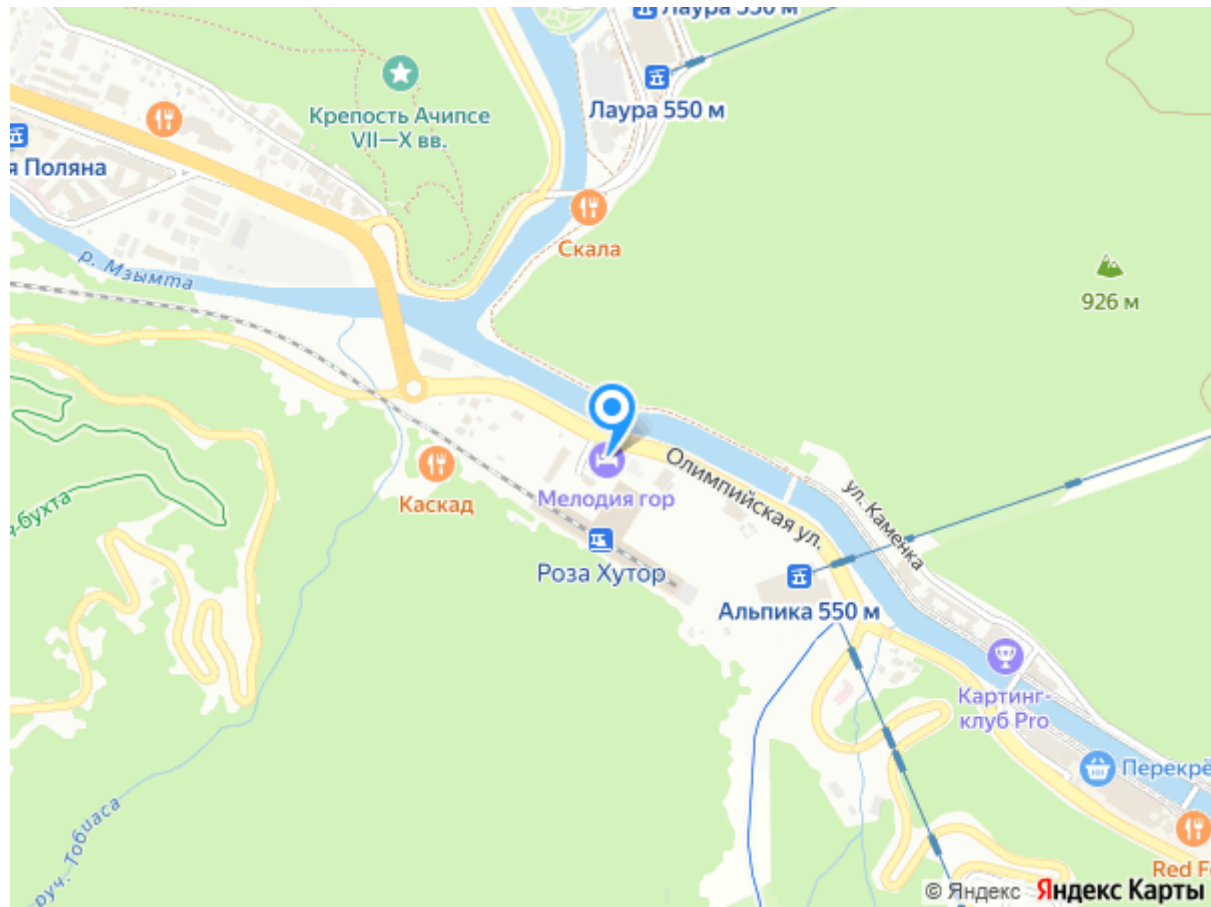 Лаура 550 м
Лаура 550 м
Крепость Ачипсе
VII—X вв.
я Поляна
Скала
р. Мзымта
926 м
Олимпийская ул.
ул. Каменка
Каскад
Мелодия гор
-бухта
Роза Хутор
Альпика 550 м
Картинг-
клуб Pro
Перекрё
руч. Тобиаса
Red F
© Яндекс Яндекс Карты